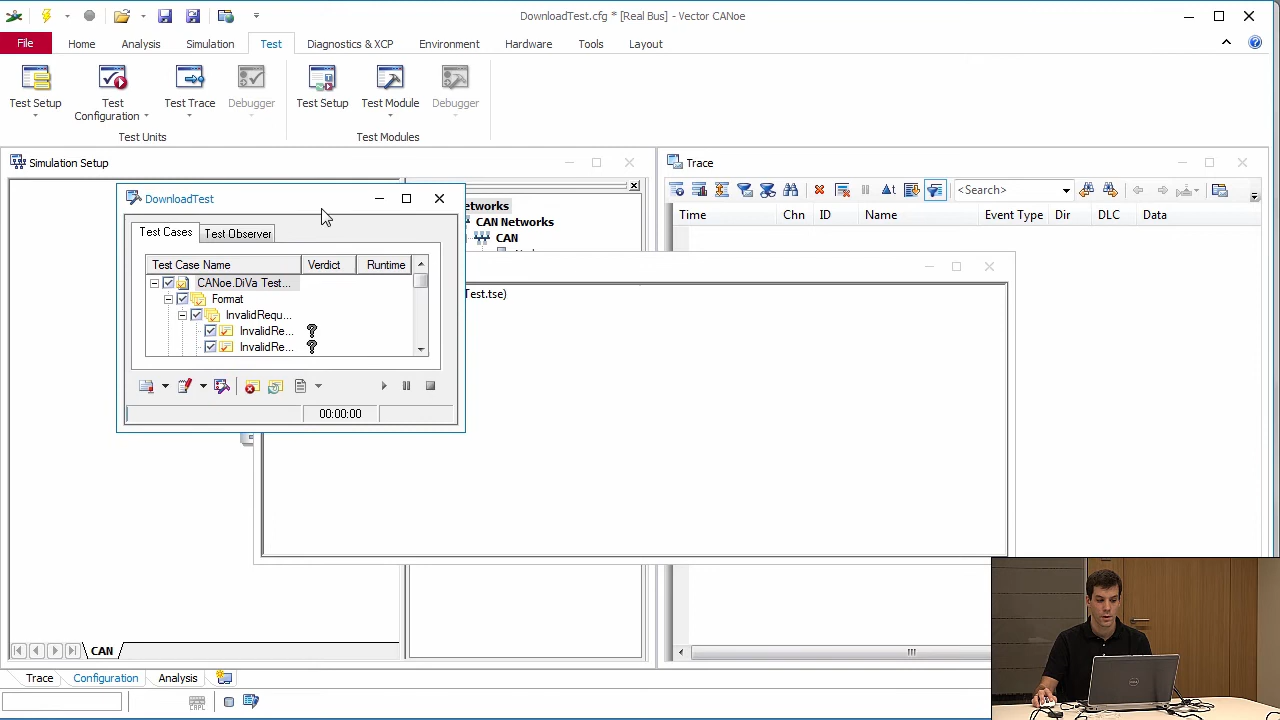 DownloadTest.cfg * [Real Bus] - Vector CANoe
File Home Analysis Simulation Test Diagnostics & XCP Environment Hardware Tools Layout
Test Setup Test Configuration Test Trace Debugger Test Setup Test Module Debugger
Test Units Test Modules
Simulation Setup
Trace
<Search>
Time Chn ID Name Event Type Dir DLC Data
DownloadTest
Test Cases Test Observer
Test Case Name Verdict Runtime
CANoe.DiVa Test...
Format
InvalidRequ...
InvalidRe...
InvalidRe...
00:00:00
etworks
CAN Networks
CAN
Test.tse)
CAN
Trace Configuration Analysis
CAPL